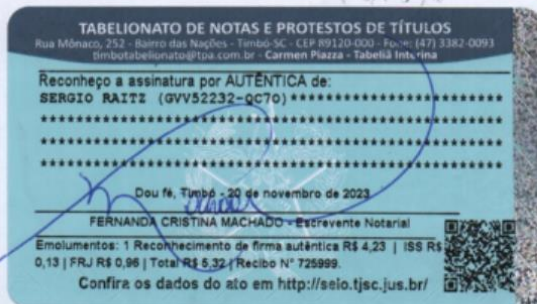 TABELIONATO DE NOTAS E PROTESTOS DE TÍTULOS
Rua Mônaco, 252 - Bairro das Nações - Timbó-SC - CEP 89120-000 - Fone: (47) 3382-0093
timbotabelionato@tpa.com.br - Carmen Piazza - Tabeliã Interina
Reconheço a assinatura por AUTÊNTICA de:
SERGIO RAITZ (GVV52232-QC7O)*******************************
***********************************************************
***********************************************************
***********************************************************
Dou fé, Timbó - 20 de novembro de 2023
FERNANDA CRISTINA MACHADO - Escrevente Notarial
Emolumentos: 1 Reconhecimento de firma autêntica R$ 4,23 | ISS R$
0,13 | FRJ R$ 0,96 | Total R$ 5,32 | Recibo Nº 725999.
Confira os dados do ato em http://selo.tjsc.jus.br/